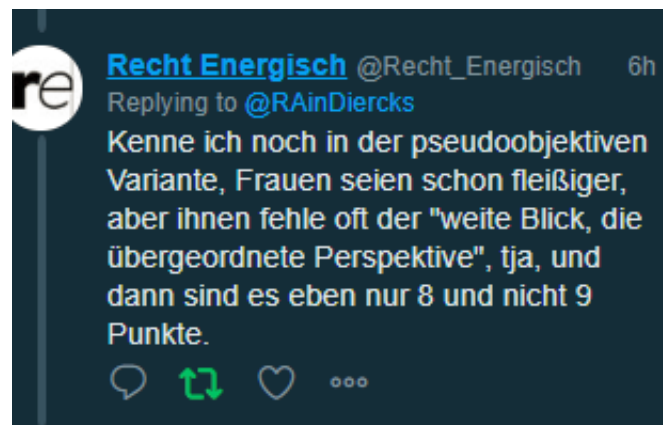 re
Recht Energisch @Recht_Energisch 6h
Replying to @RAinDiercks
Kenne ich noch in der pseudoobjektiven
Variante, Frauen seien schon fleißiger,
aber ihnen fehle oft der "weite Blick, die
übergeordnete Perspektive", tja, und
dann sind es eben nur 8 und nicht 9
Punkte.